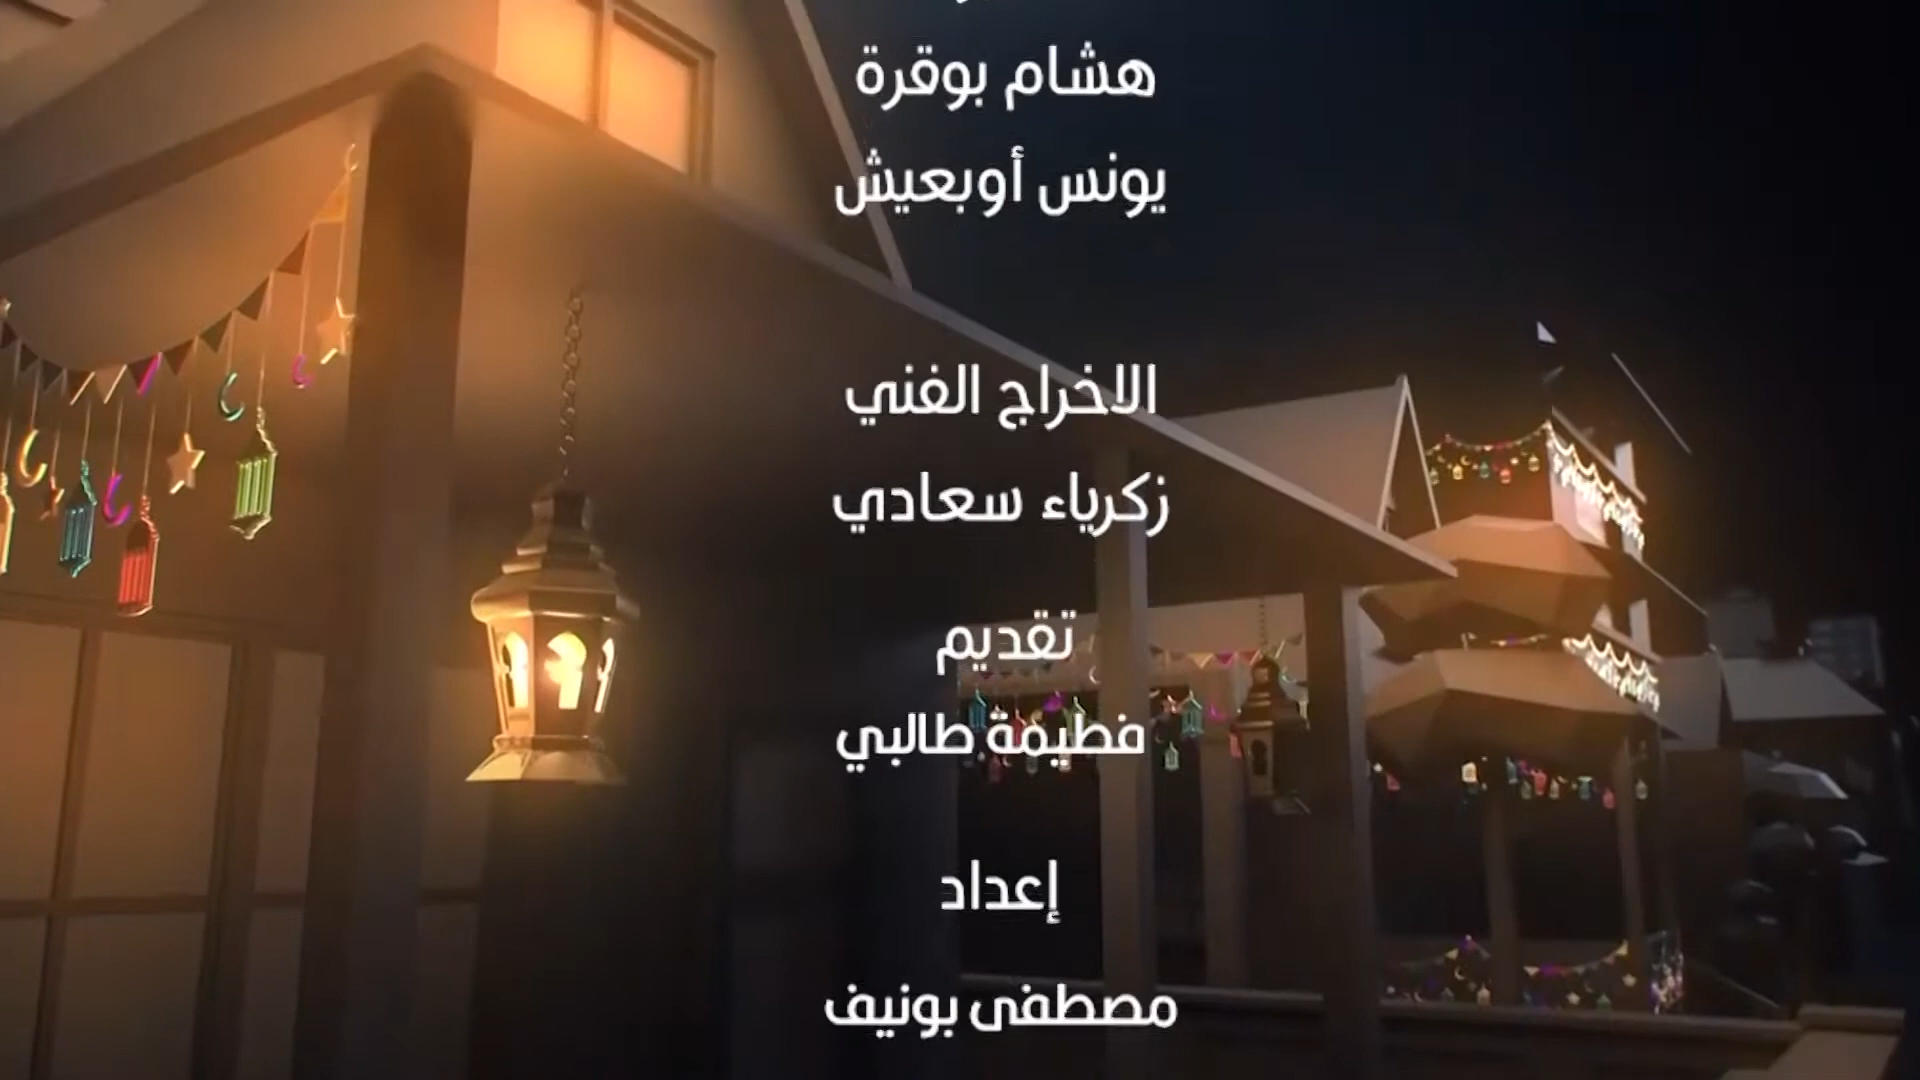 هشام بوقرة
يونس أوبعيش
الاخراج الفني
زكرياء سعادي
تقديم
فطيمة طالبي
إعداد
مصطفى بونيف